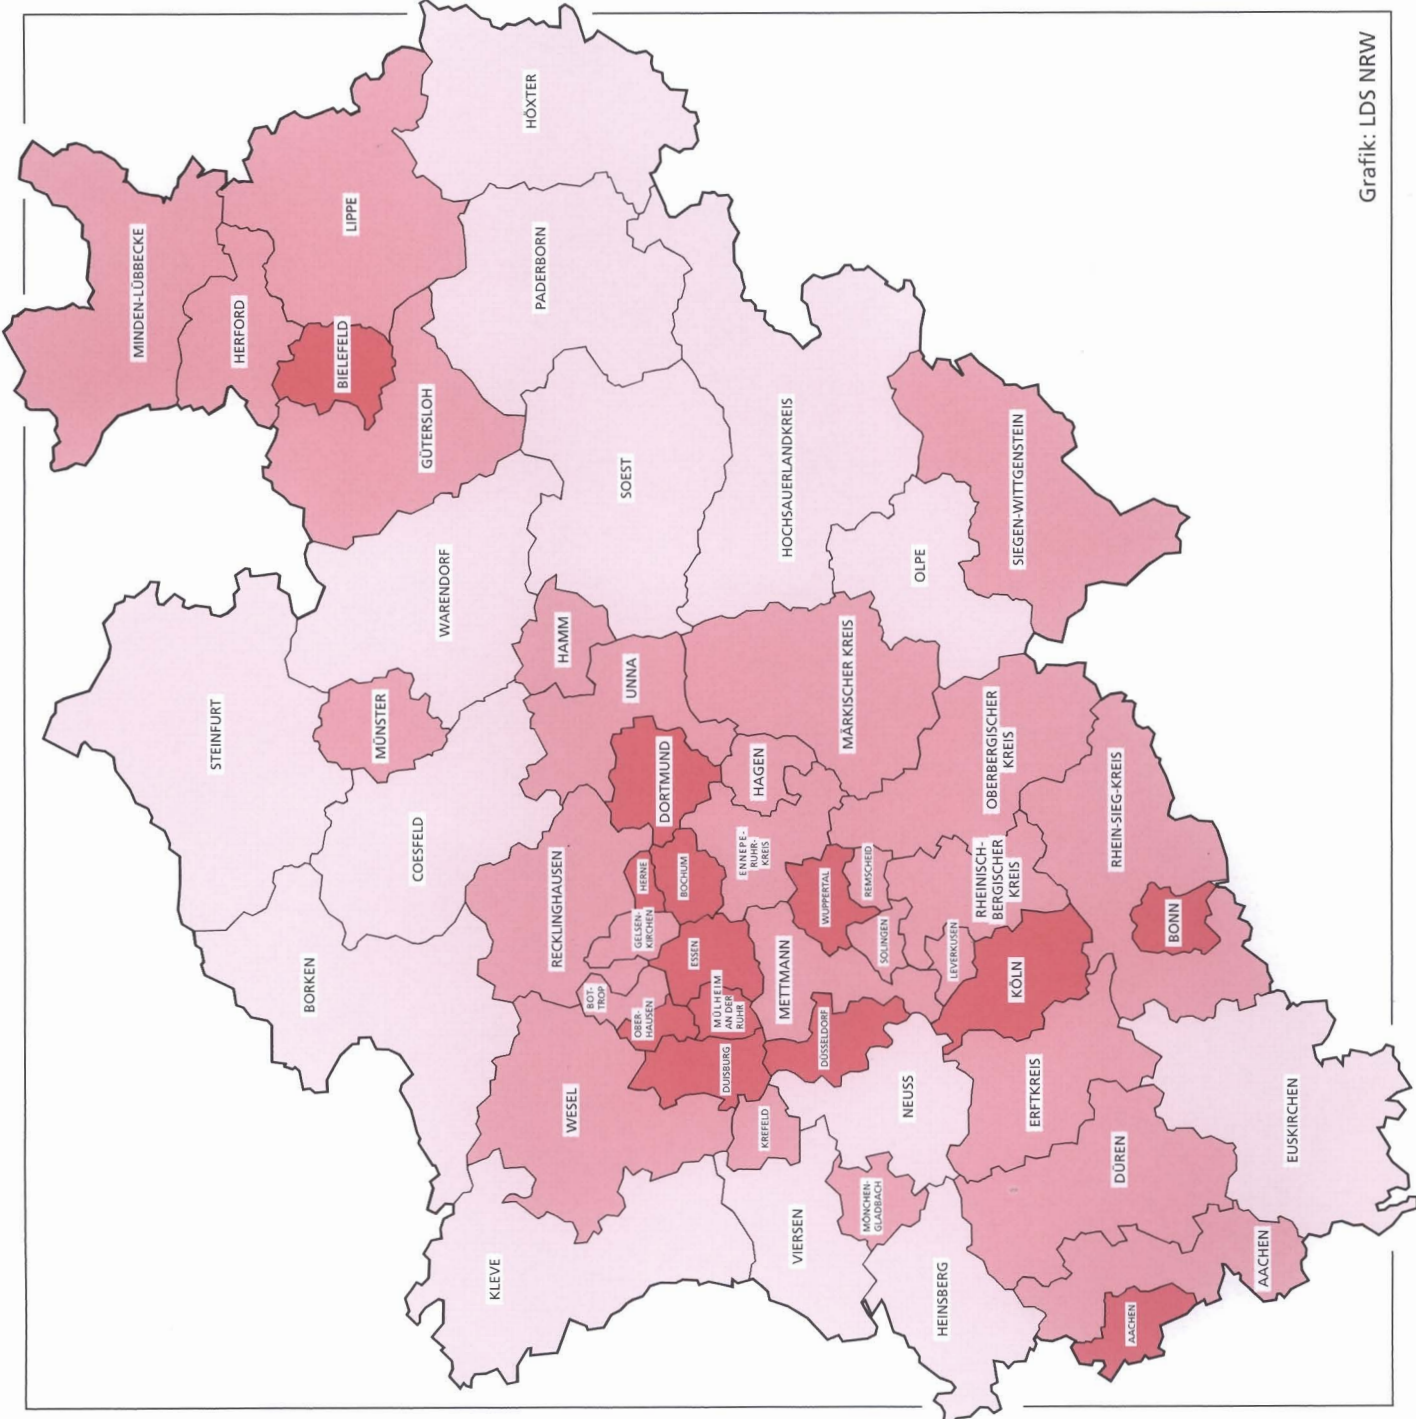 STEINFURT
MINDEN-LÜBBECKE
HERFORD
BIELEFELD
LIPPE
GÜTERSLOH
HÖXTER
PADERBORN
BORKEN
MÜNSTER
COESFELD
WARENDORF
KLEVE
WESEL
RECKLINGHAUSEN
HAMM
UNNA
SOEST
BOT-
TROP
GELSEN-
KIRCHEN
HERNE
OBER-
HAUSEN
ESSEN
BOCHUM
DORTMUND
DUISBURG
MÜLHEIM
AN DER
RUHR
KREFELD
VIERSEN
METTMANN
DÜSSELDORF
WUPPERTAL
ENNEPE-
RUHR-
KREIS
HAGEN
MÄRKISCHER KREIS
HOCHSAUERLANDKREIS
MÖNCHEN-
GLADBACH
NEUSS
SOLINGEN
REMSCHEID
OLPE
HEINSBERG
LEVERKUSEN
RHEINISCH-
BERGISCHER
KREIS
OBERBERGISCHER
KREIS
SIEGEN-WITTGENSTEIN
ERFTKREIS
KÖLN
DÜREN
RHEIN-SIEG-KREIS
BONN
AACHEN
AACHEN
EUSKIRCHEN
Grafik: LDS NRW